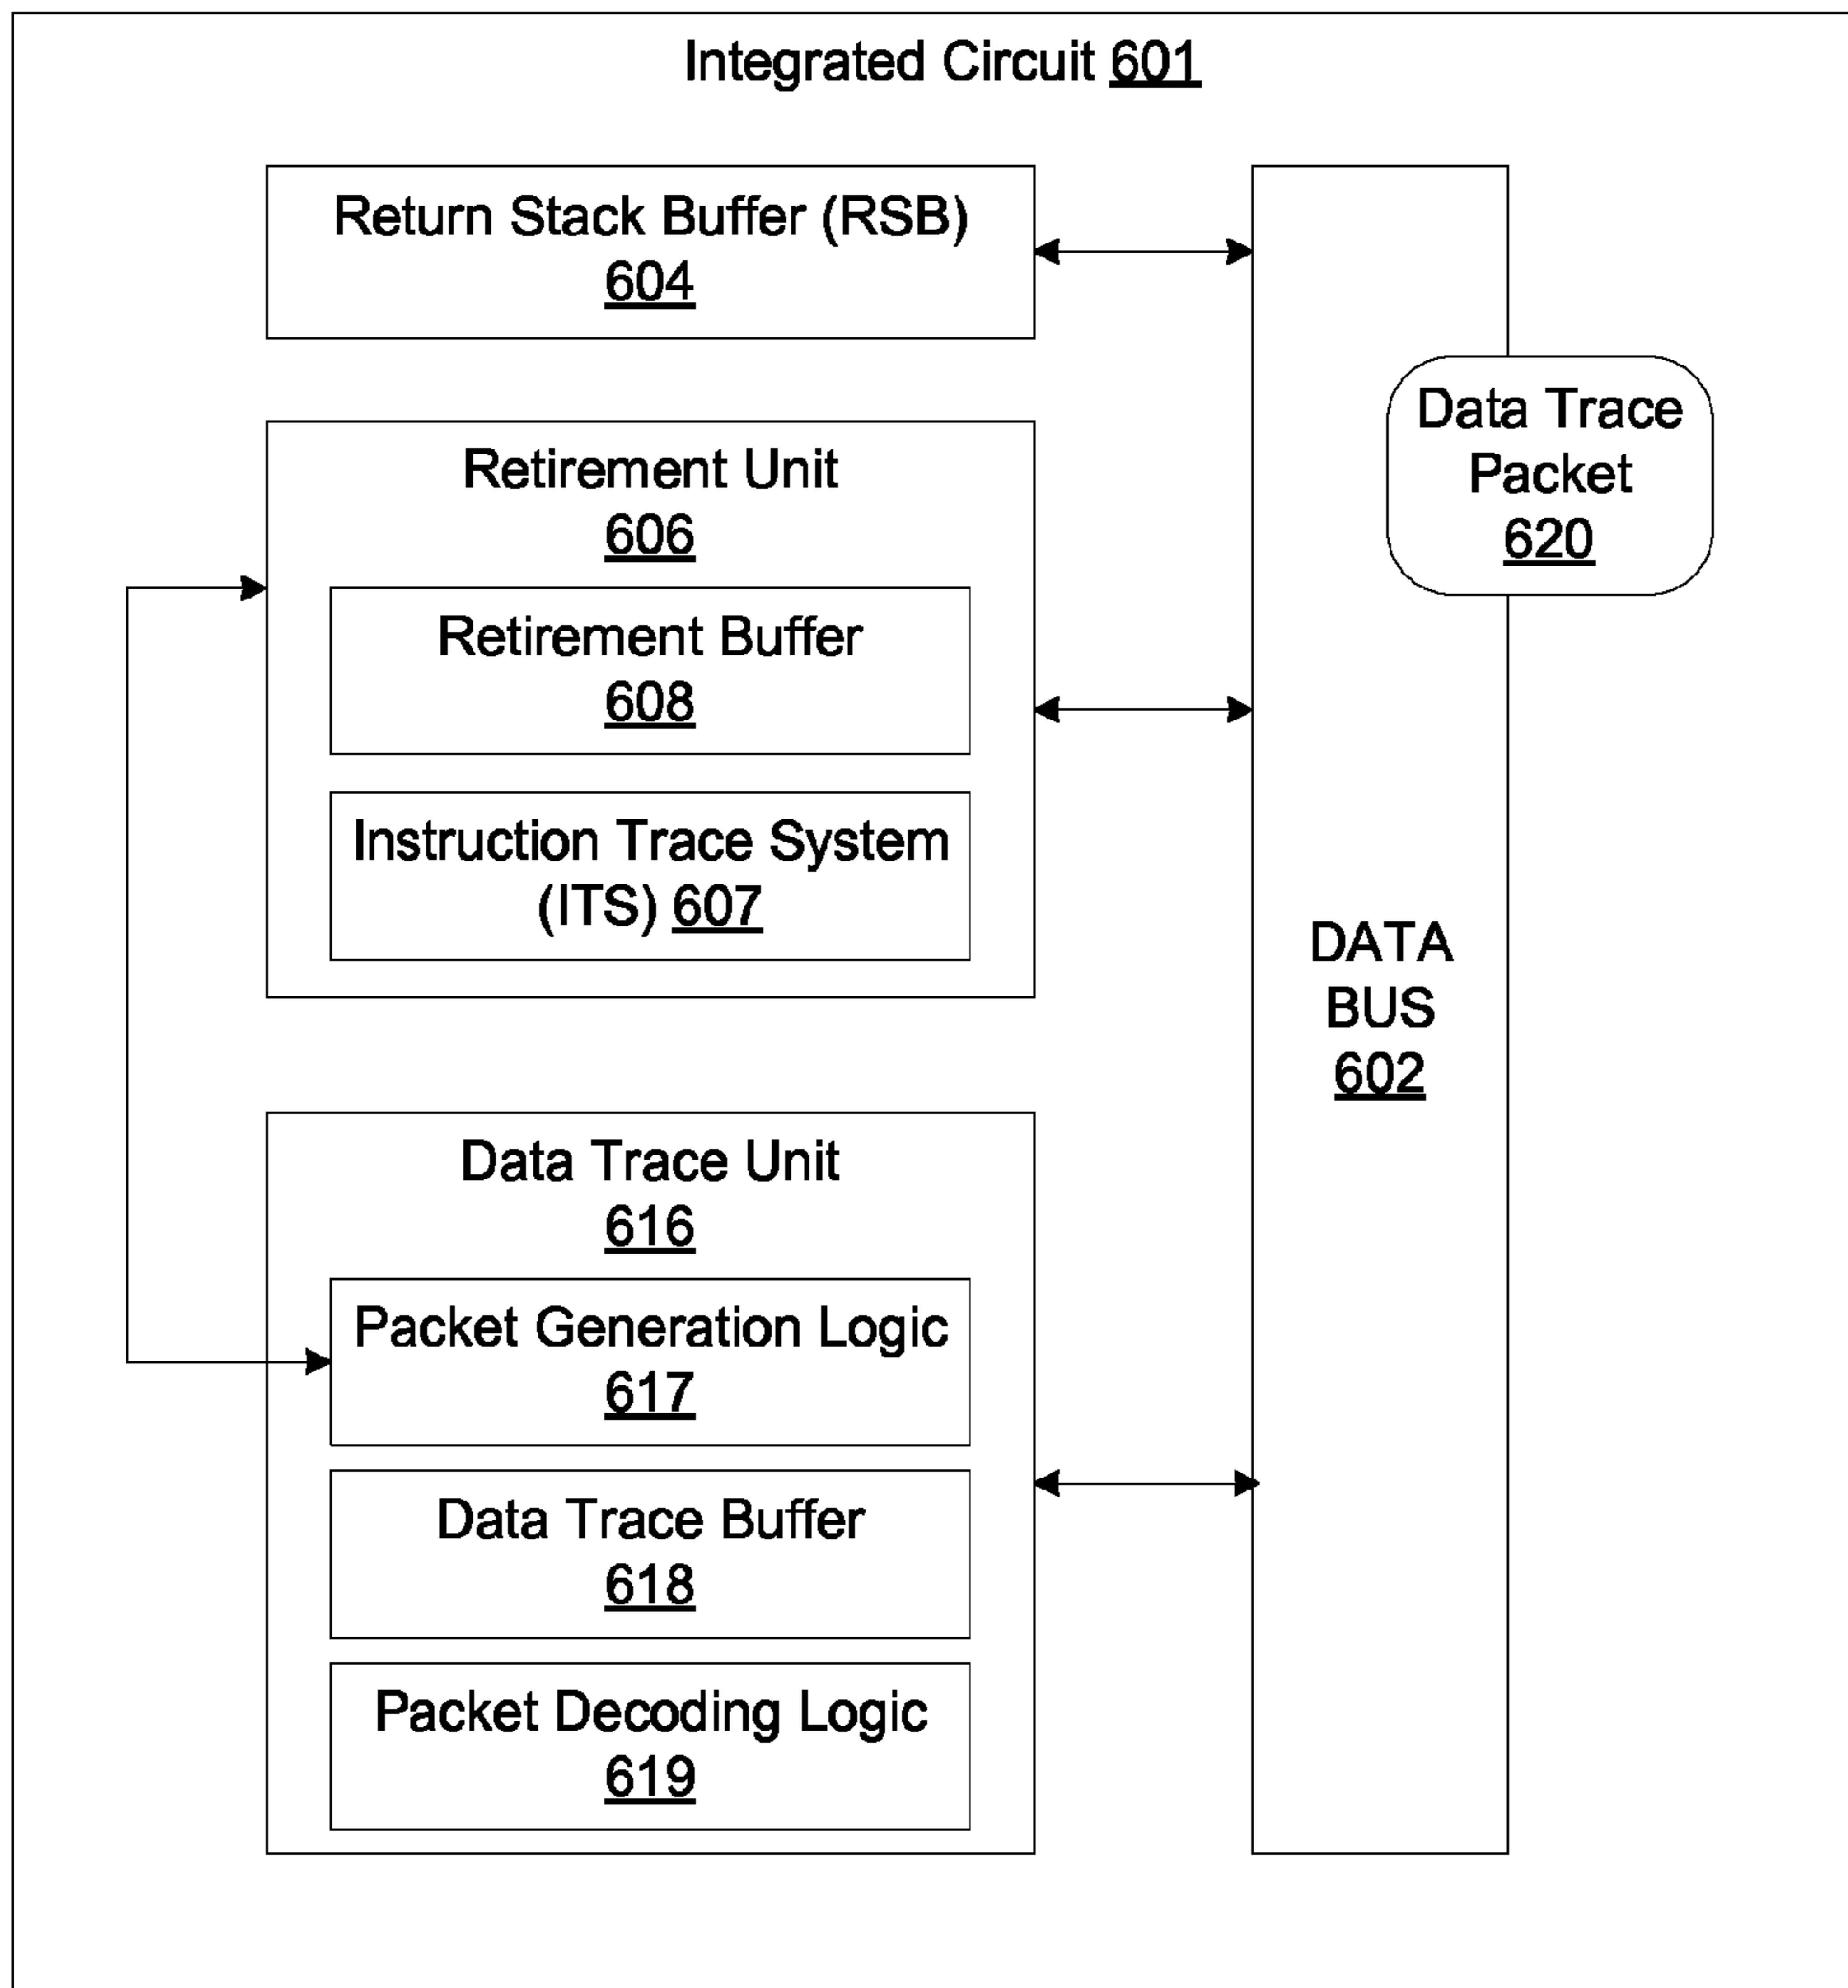 Integrated Circuit 601
Return Stack Buffer (RSB)
604
Retirement Unit
606
Retirement Buffer
608
Instruction Trace System
(ITS) 607
Data Trace Unit
616
Packet Generation Logic
617
Data Trace Buffer
618
Packet Decoding Logic
619
Data Trace
Packet
620
DATA
BUS
602